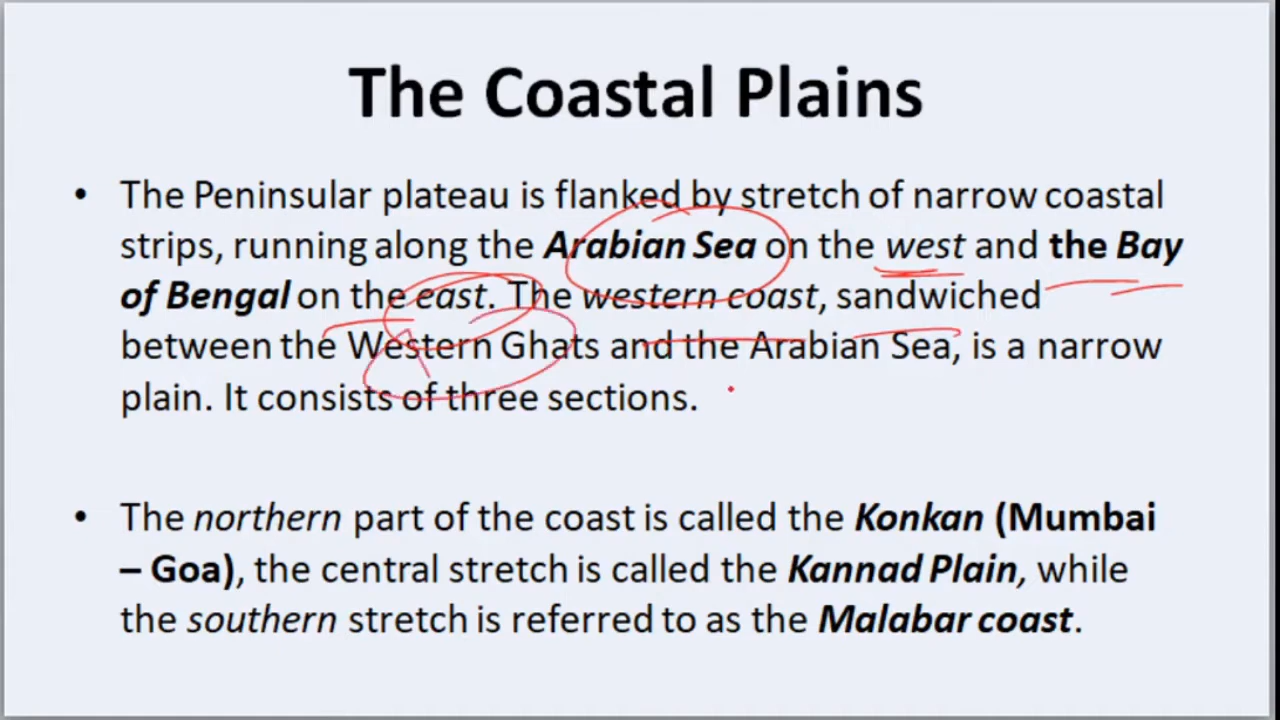 The Coastal Plains
• The Peninsular plateau is flanked by stretch of narrow coastal
strips, running along the Arabian Sea on the west and the Bay
of Bengal on the east. The western coast, sandwiched
between the Western Ghats and the Arabian Sea, is a narrow
plain. It consists of three sections.
• The northern part of the coast is called the Konkan (Mumbai
– Goa), the central stretch is called the Kannad Plain, while
the southern stretch is referred to as the Malabar coast.